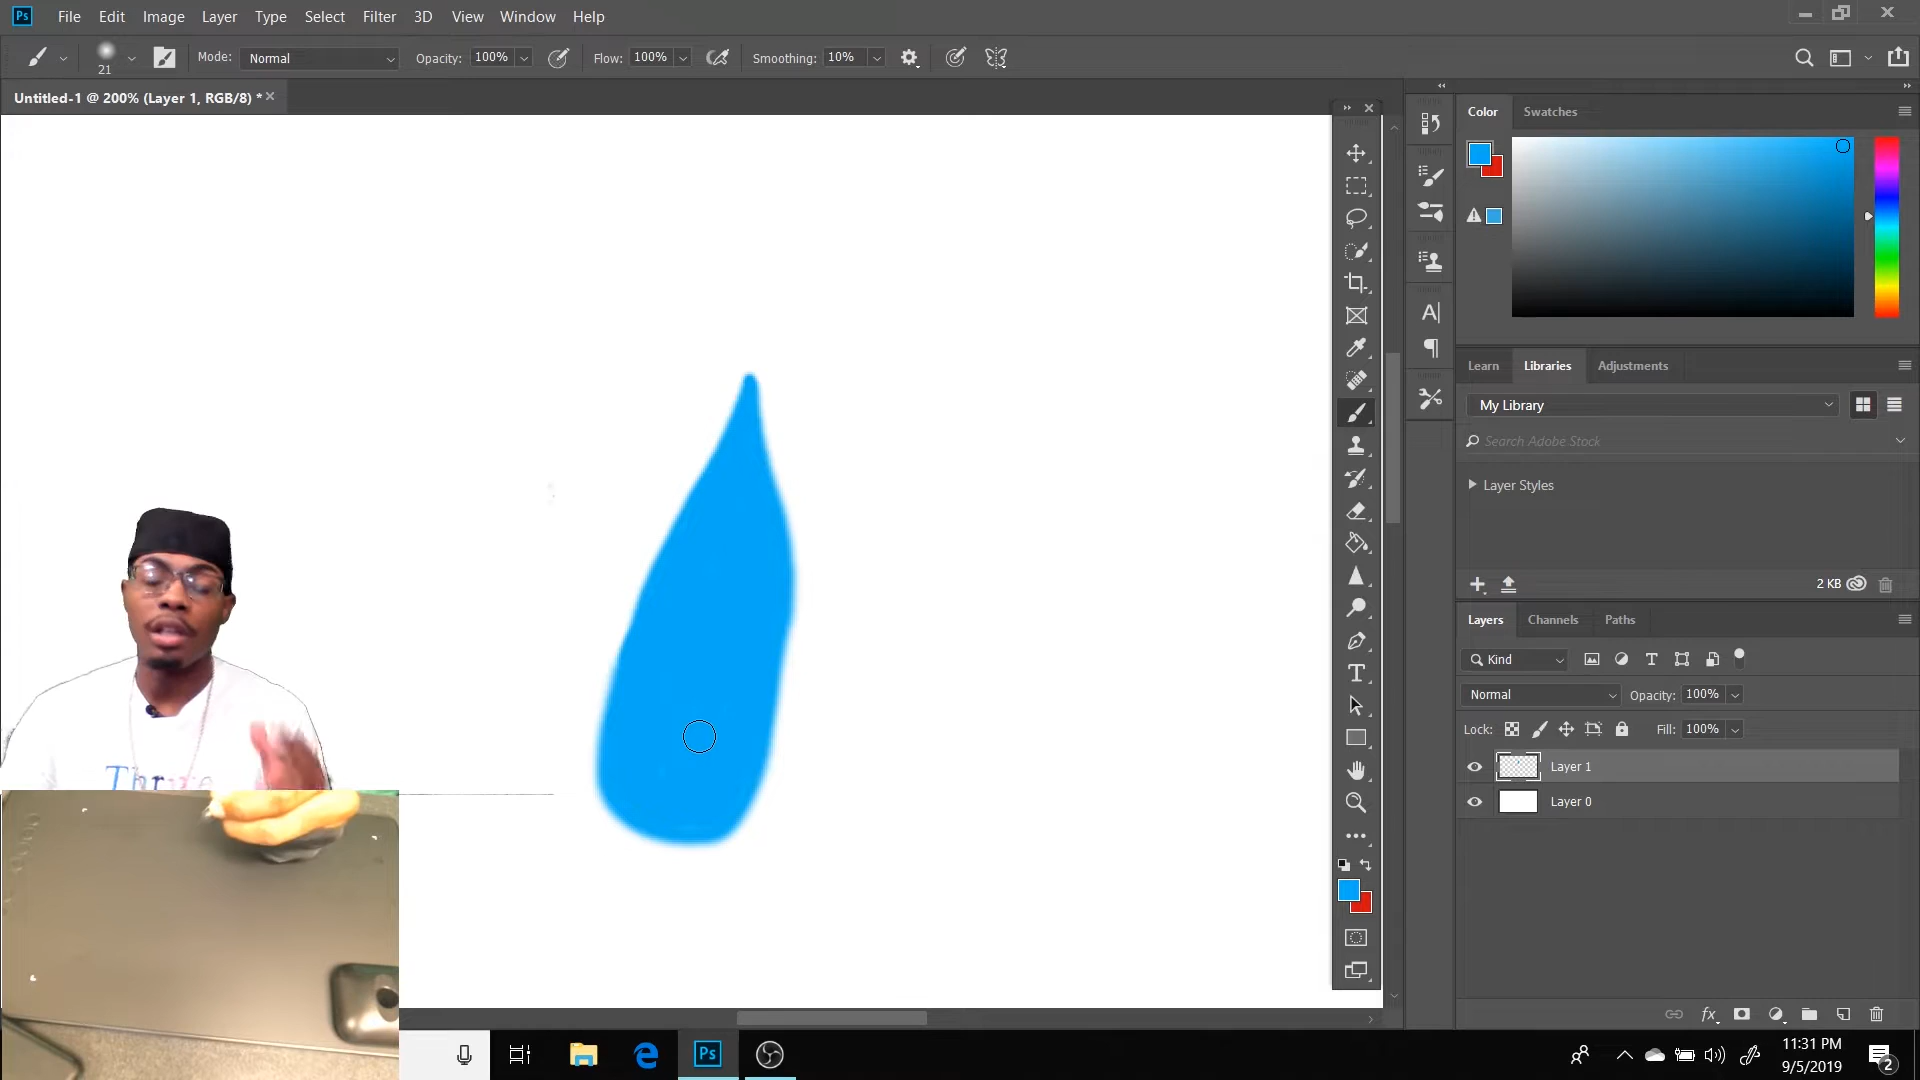 Ps File Edit Image Layer Type Select Filter 3D View Window Help
21 Mode: Normal Opacity: 100% Flow: 100% Smoothing: 10%
Untitled-1 @ 200% (Layer 1, RGB/8) *
Color Swatches
Learn Libraries Adjustments
My Library
Search Adobe Stock
Layer Styles
2 KB
Layers Channels Paths
Kind
Normal Opacity: 100%
Lock: Fill: 100%
Layer 1
Layer 0
Ps
11:31 PM
9/5/2019
2